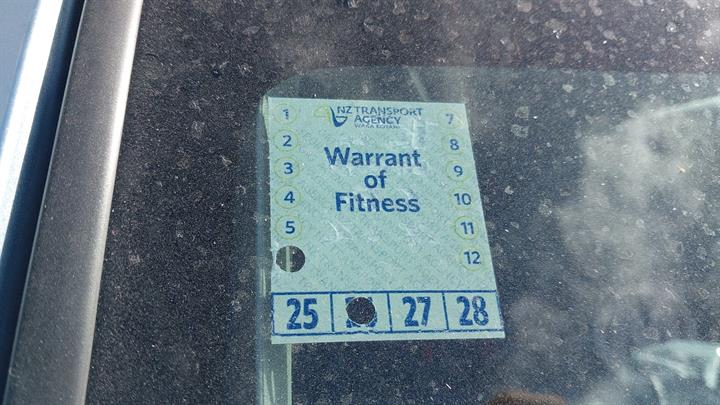 NZ TRANSPORT
AGENCY
WAKA KOTAHI
Warrant
of
Fitness
1
2
3
4
5
7
8
9
10
11
12
25 27 28